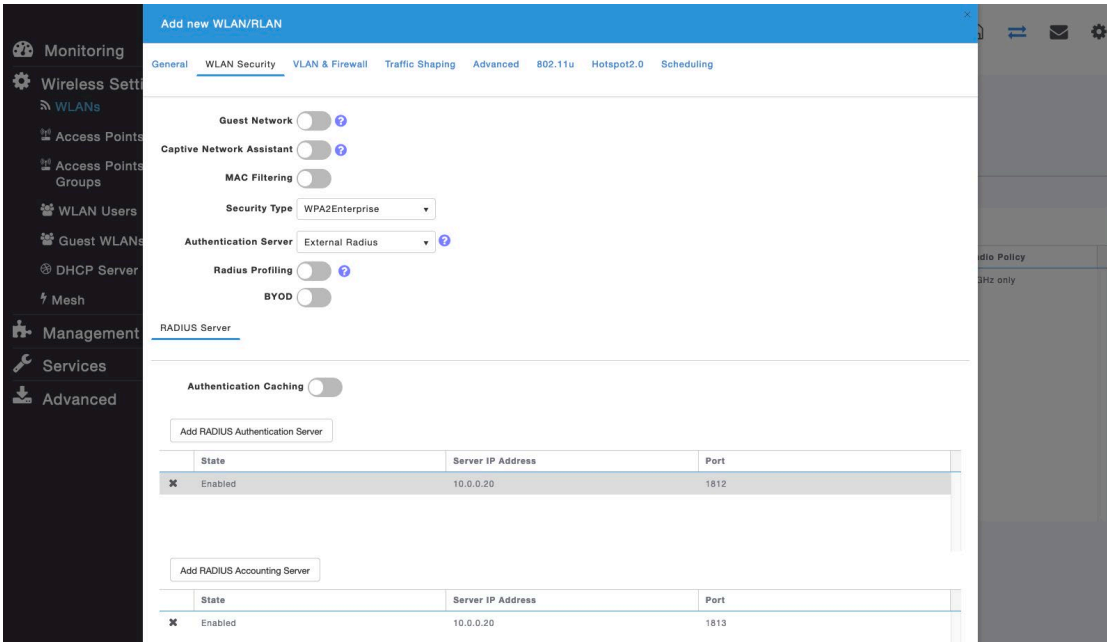 Add new WLAN/RLAN
×
Monitoring
General WLAN Security VLAN & Firewall Traffic Shaping Advanced 802.11u Hotspot2.0 Scheduling
Wireless Setti
WLANs
Guest Network ?
Access Points
Captive Network Assistant ?
Access Points
Groups
MAC Filtering
WLAN Users
Security Type WPA2Enterprise
Guest WLANs
Authentication Server External Radius ?
dio Policy
DHCP Server
Radius Profiling ?
GHz only
Mesh
BYOD
Management
RADIUS Server
Services
Authentication Caching
Advanced
Add RADIUS Authentication Server
State Server IP Address Port
Enabled 10.0.0.20 1812
Add RADIUS Accounting Server
State Server IP Address Port
Enabled 10.0.0.20 1813